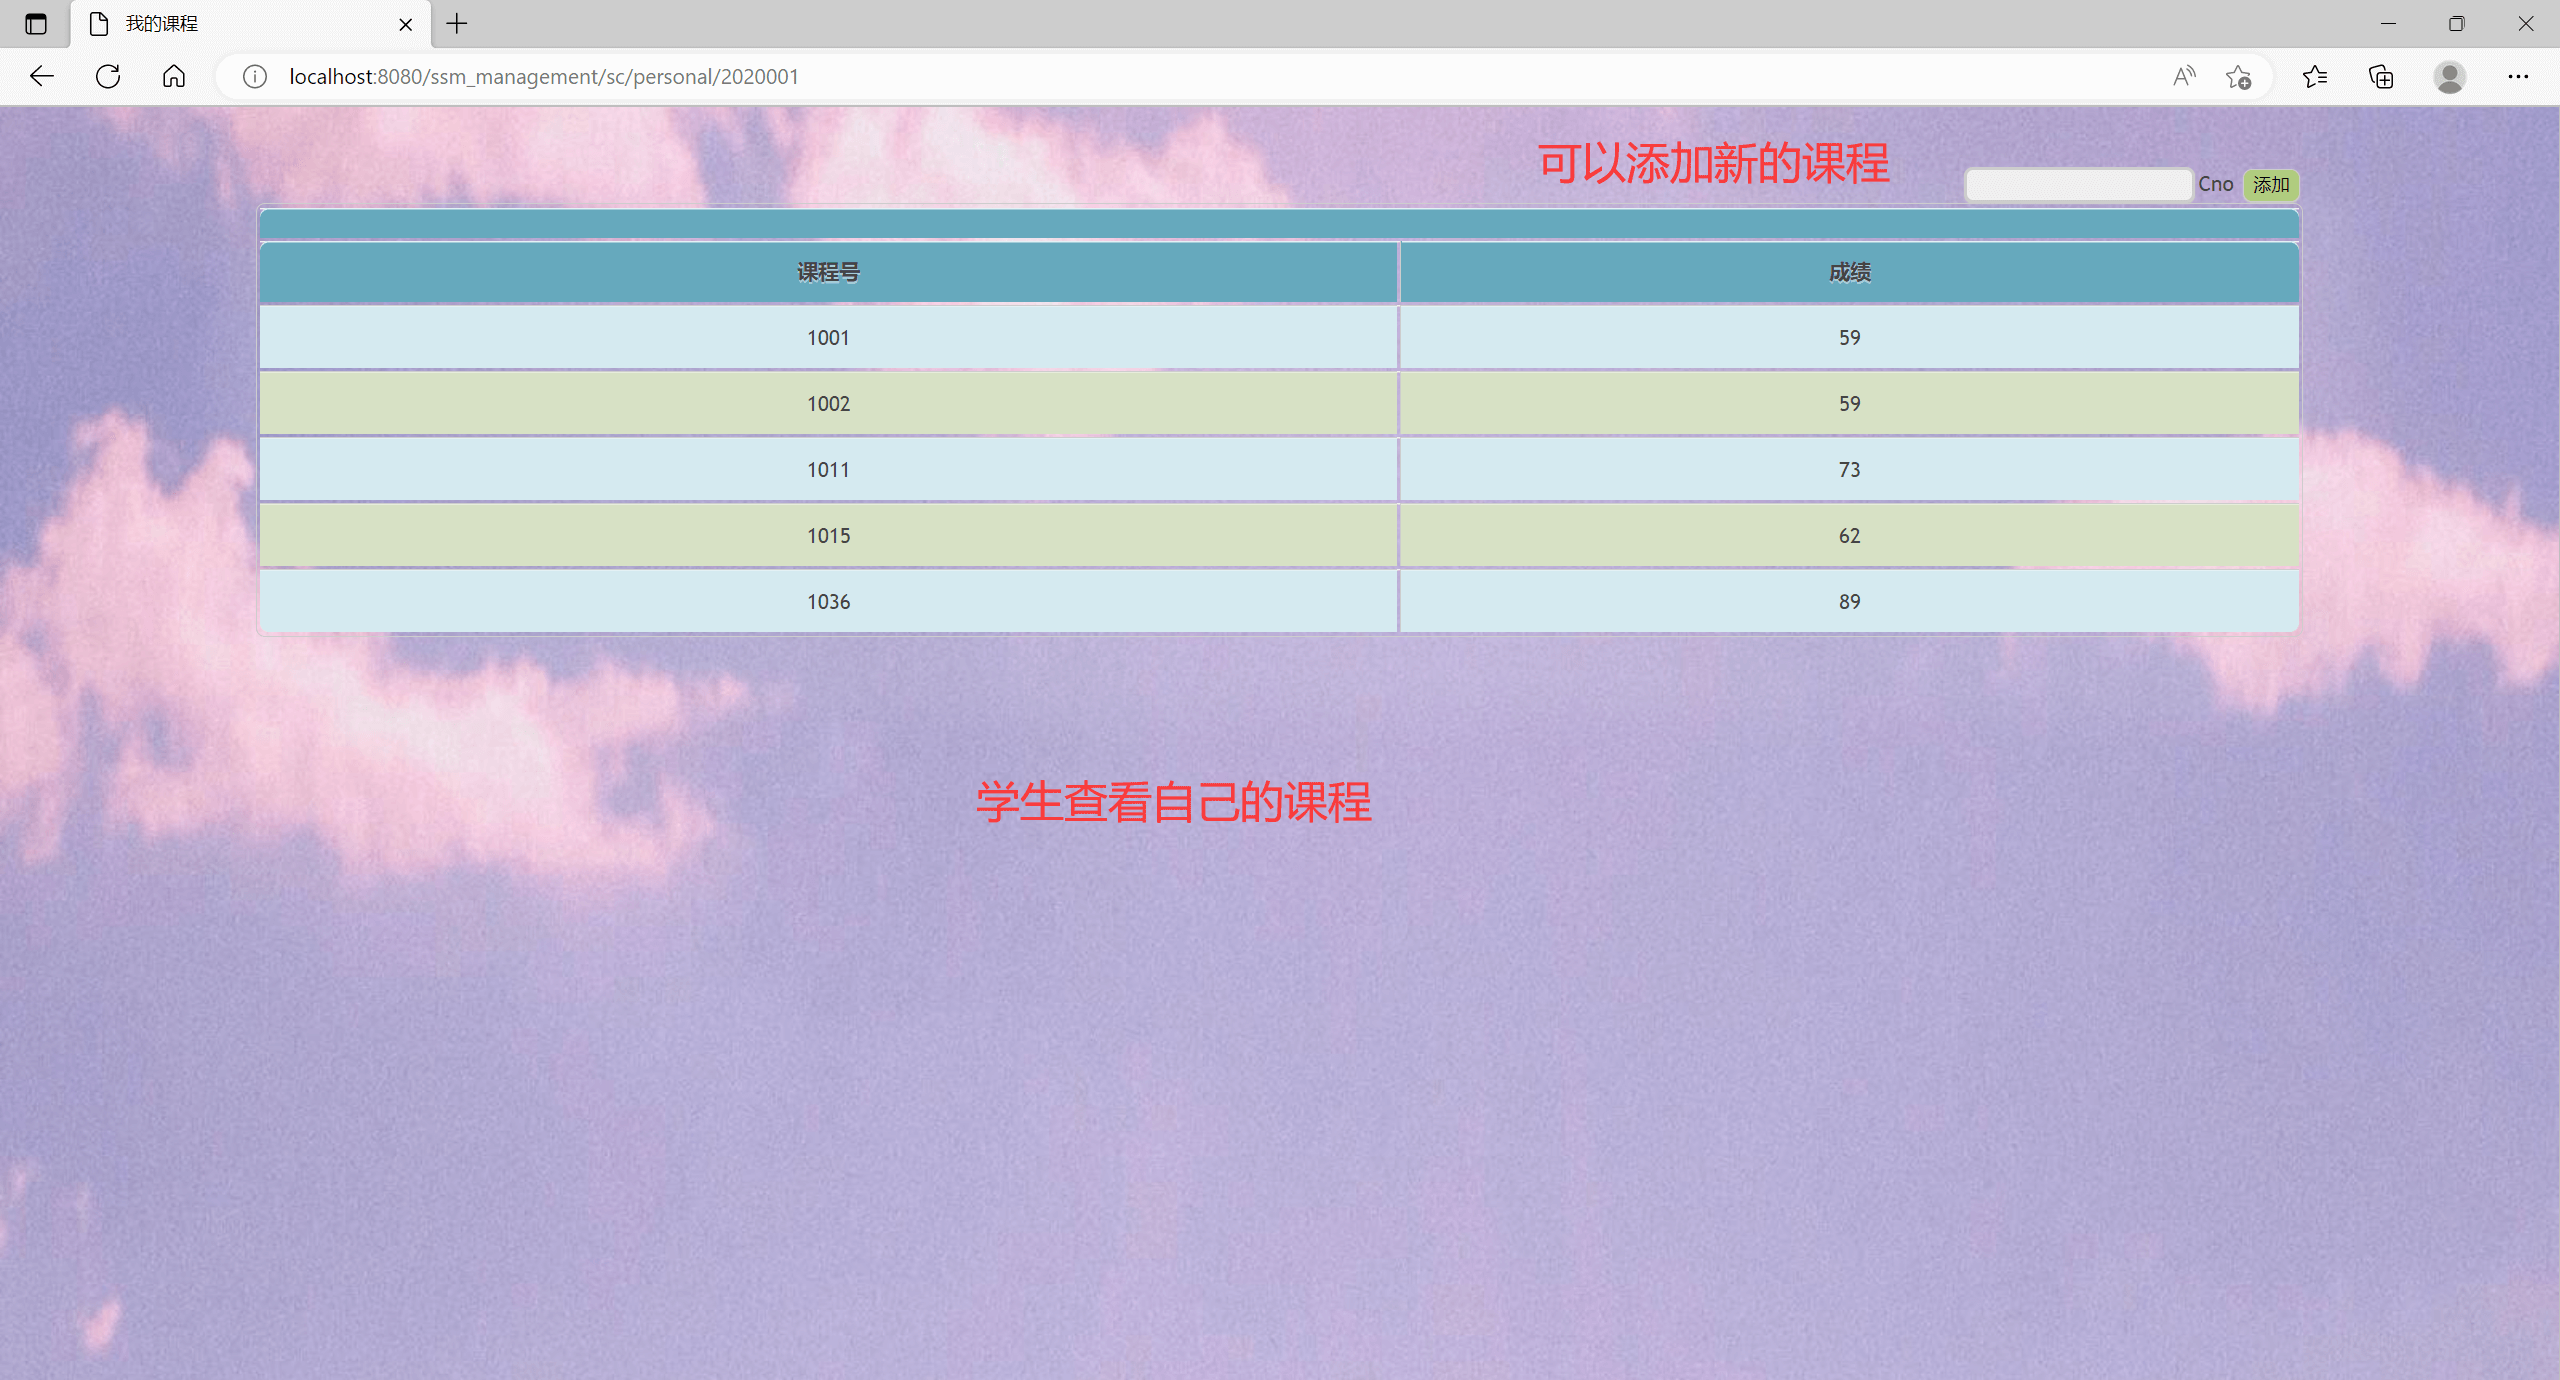 我的课程
localhost:8080/ssm_management/sc/personal/2020001
可以添加新的课程
Cno 添加
课程号 成绩
1001 59
1002 59
1011 73
1015 62
1036 89
学生查看自己的课程